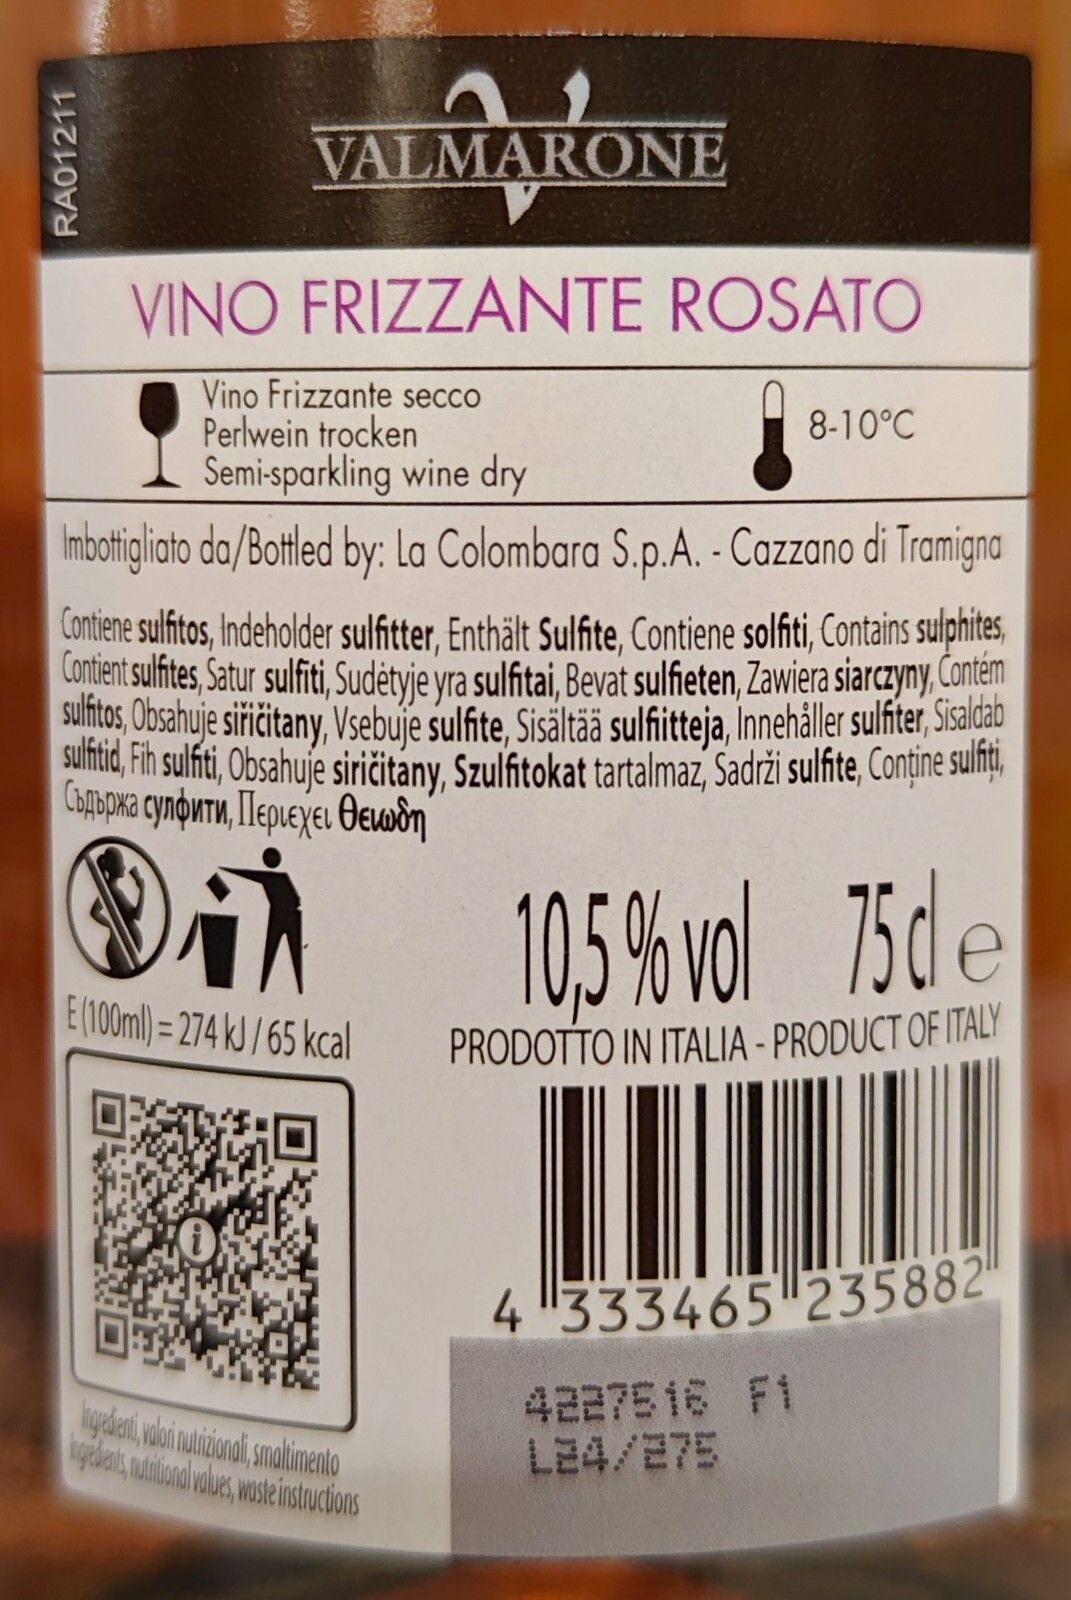 RA01211
VALMARONE
VINO FRIZZANTE ROSATO
Vino Frizzante secco
Perlwein trocken
Semi-sparkling wine dry
8-10°C
Imbottigliato da/Bottled by: La Colombara S.p.A. - Cazzano di Tramigna
Contiene sulfitos, Indeholder sulfitter, Enthält Sulfite, Contiene solfiti, Contains sulphites,
Contient sulfites, Satur sulfīti, Sudėtyje yra sulfitai, Bevat sulfieten, Zawiera siarczyny, Contém
sulfitos, Obsahuje siřičitany, Vsebuje sulfite, Sisältää sulfiitteja, Innehåller sulfiter, Sisaldab
sulfitid, Fih sulfiti, Obsahuje siričitany, Szulfitokat tartalmaz, Sadrži sulfite, Conţine sulfiţi,
Съдържа сулфити, Περιεχει Θειωδη
10,5 % vol 75 cl e
E (100ml) = 274 kJ / 65 kcal
PRODOTTO IN ITALIA - PRODUCT OF ITALY
i
4 333465 235882
4227516 F1
L24/275
Ingredienti, valori nutrizionali, smaltimento
Ingredients, nutritional values, waste instructions